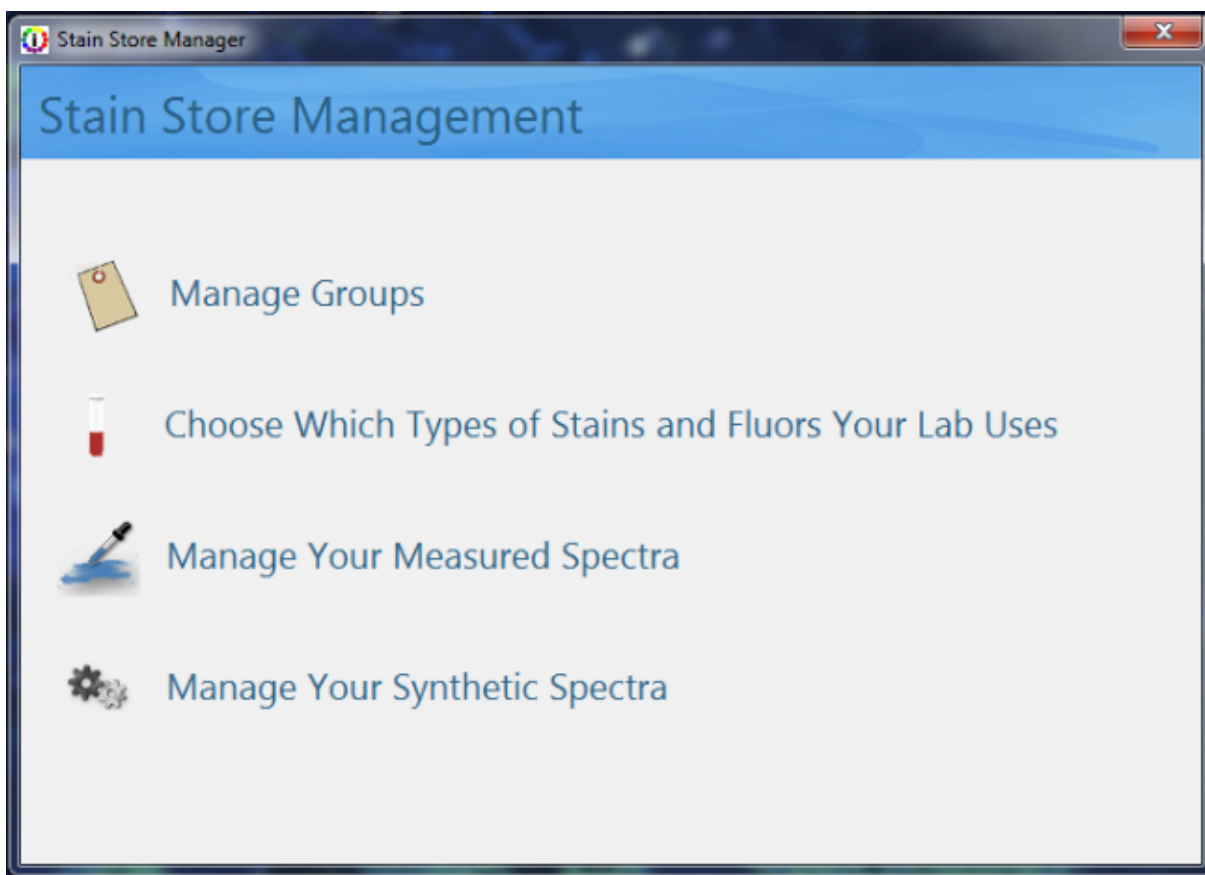 Stain Store Manager
Stain Store Management
Manage Groups
Choose Which Types of Stains and Fluors Your Lab Uses
Manage Your Measured Spectra
Manage Your Synthetic Spectra